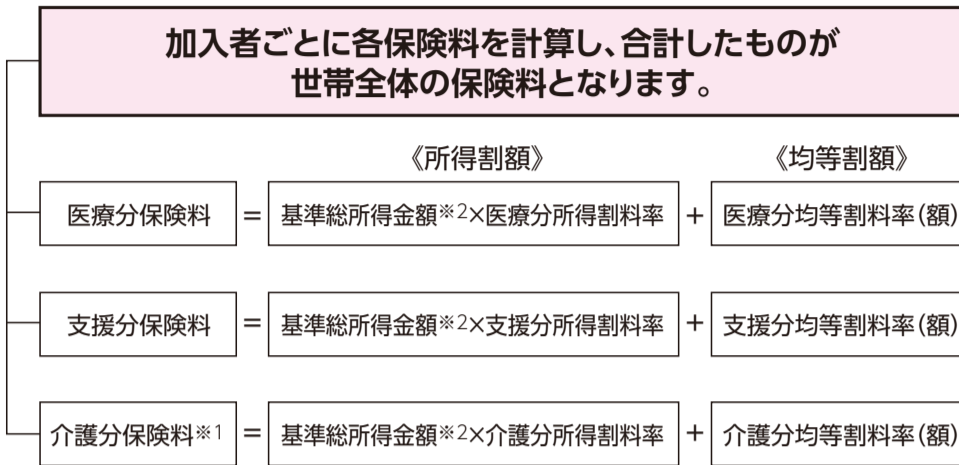 加入者ごとに各保険料を計算し、合計したものが
世帯全体の保険料となります。
《所得割額》 《均等割額》
医療分保険料 = 基準総所得金額※2×医療分所得割料率 + 医療分均等割料率(額)
支援分保険料 = 基準総所得金額※2×支援分所得割料率 + 支援分均等割料率(額)
介護分保険料※1 = 基準総所得金額※2×介護分所得割料率 + 介護分均等割料率(額)